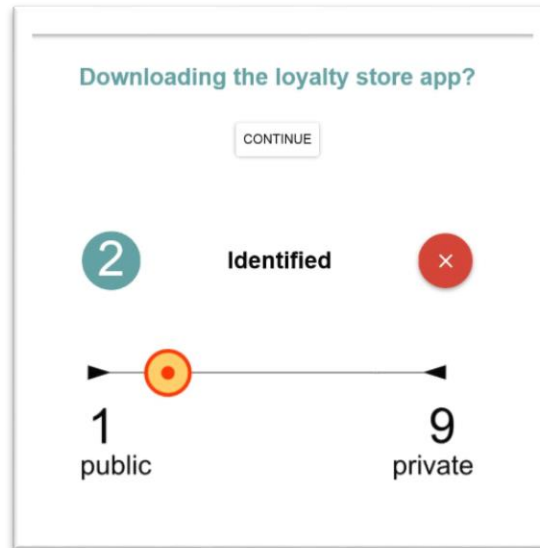 Downloading the loyalty store app?
CONTINUE
2 Identified ×
1 9
public private